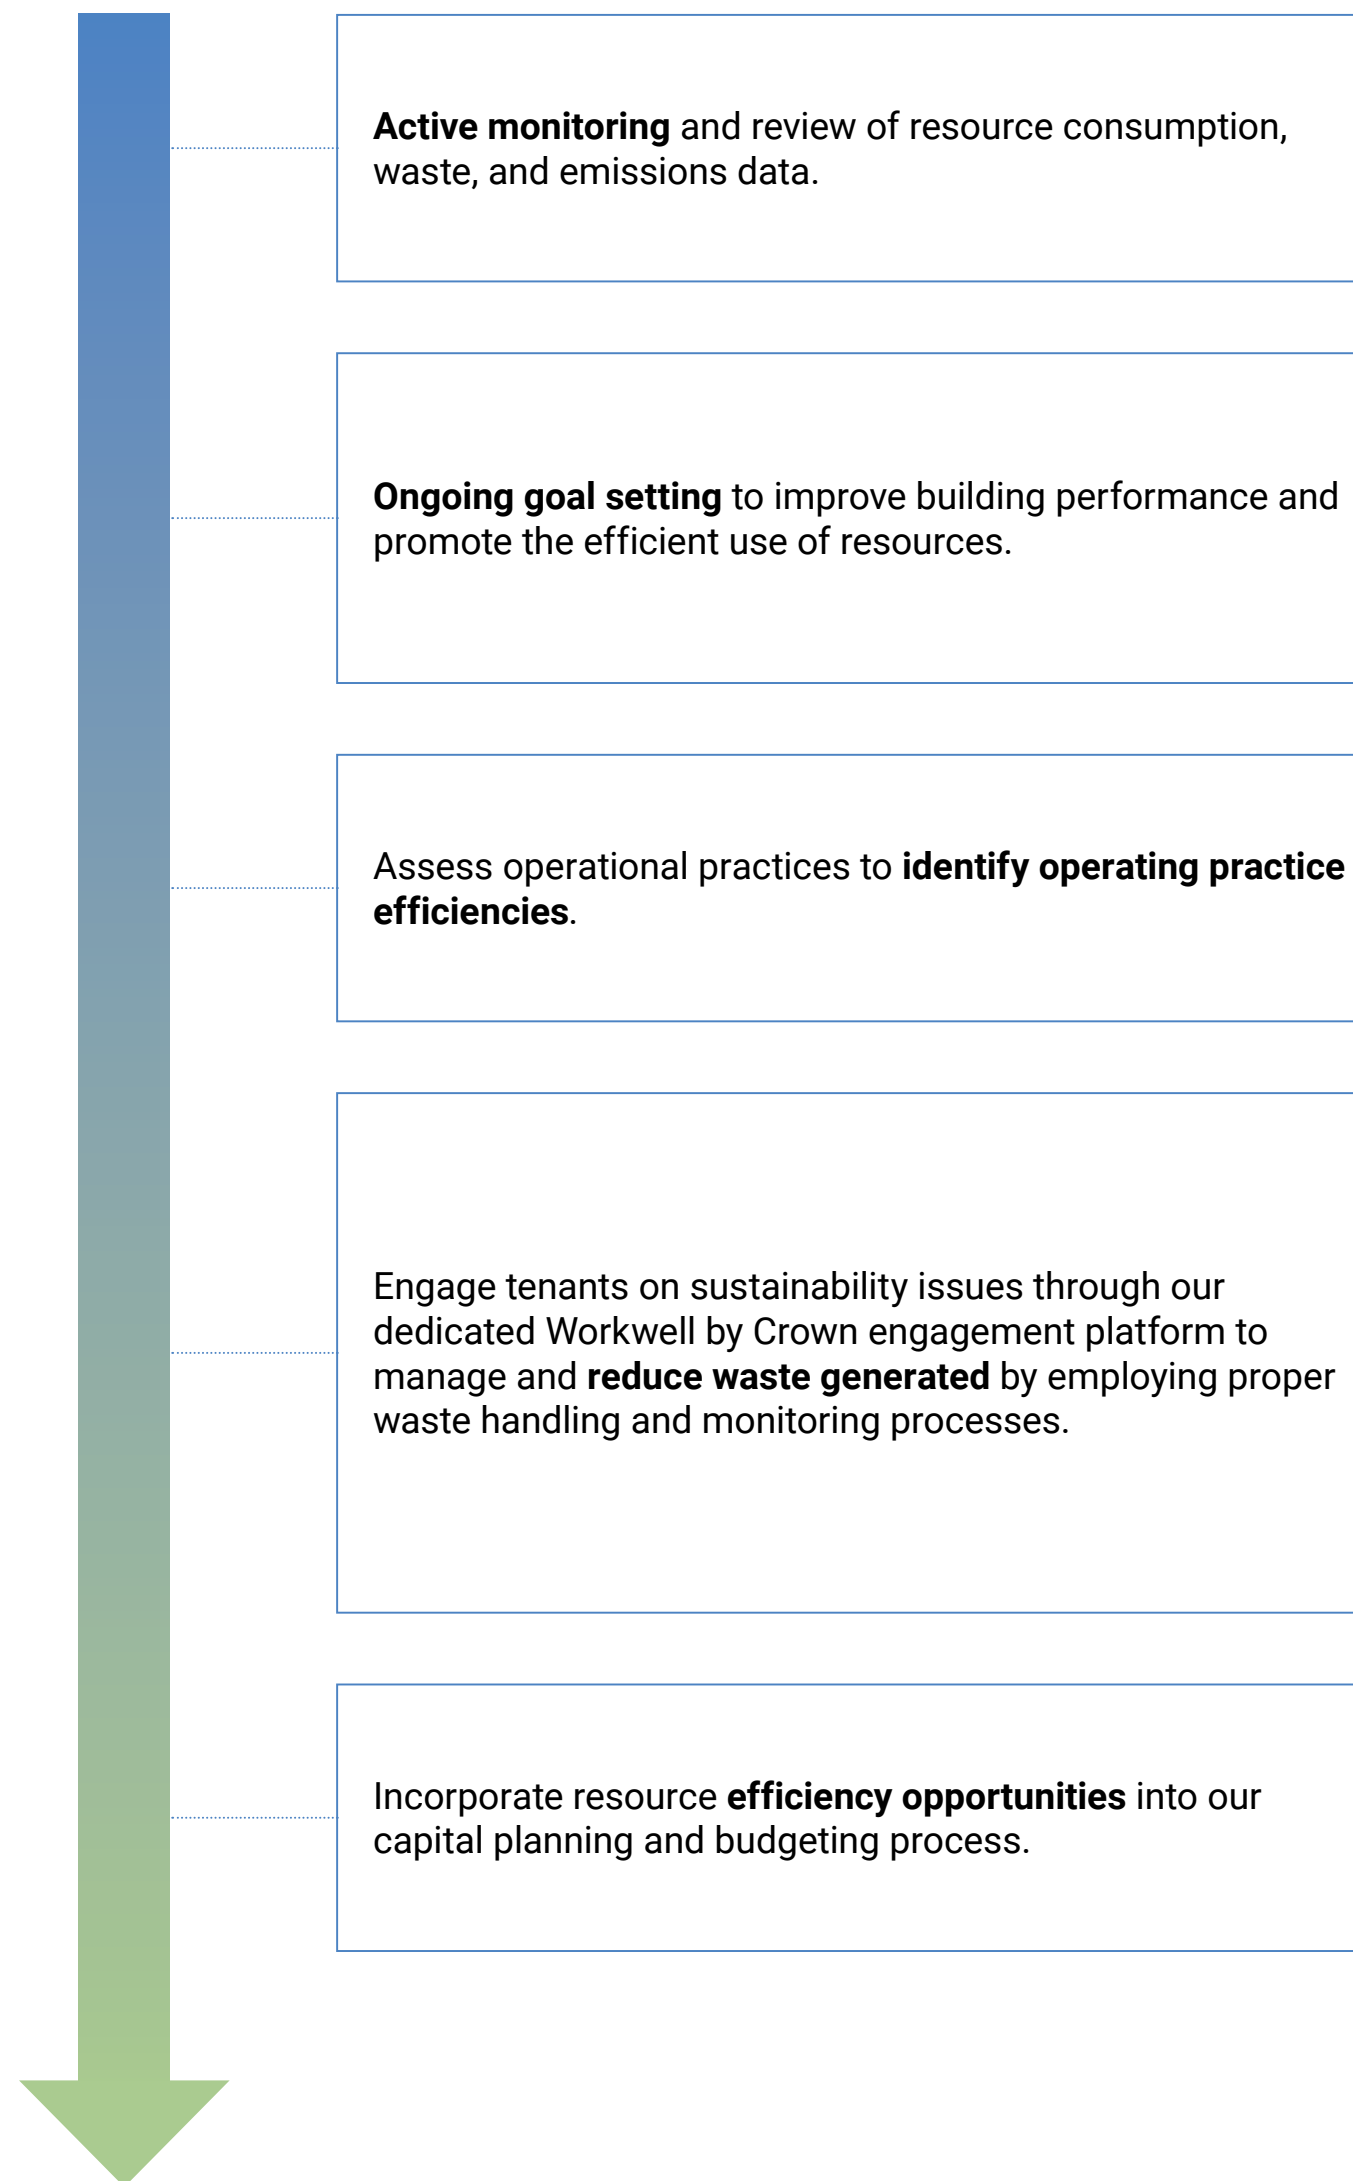 Active monitoring and review of resource consumption,
waste, and emissions data.
Ongoing goal setting to improve building performance and
promote the efficient use of resources.
Assess operational practices to identify operating practice
efficiencies.
Engage tenants on sustainability issues through our
dedicated Workwell by Crown engagement platform to
manage and reduce waste generated by employing proper
waste handling and monitoring processes.
Incorporate resource efficiency opportunities into our
capital planning and budgeting process.